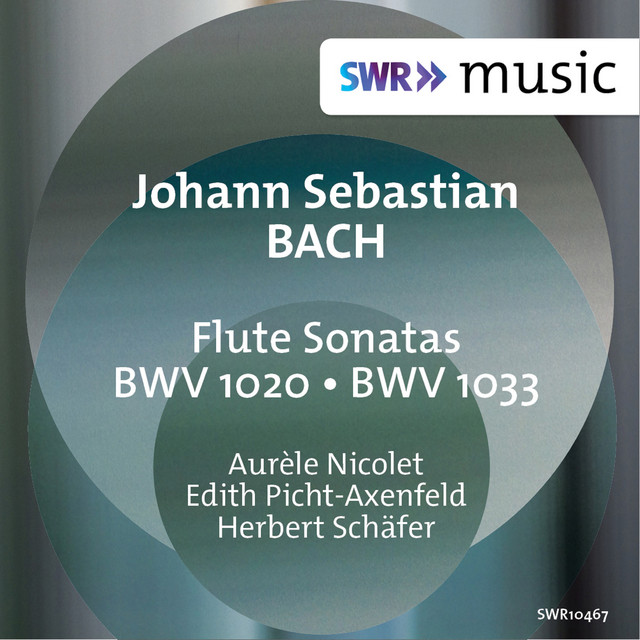 SWR» music
Johann Sebastian
BACH
Flute Sonatas
BWV 1020 • BWV 1033
Aurèle Nicolet
Edith Picht-Axenfeld
Herbert Schäfer
SWR10467